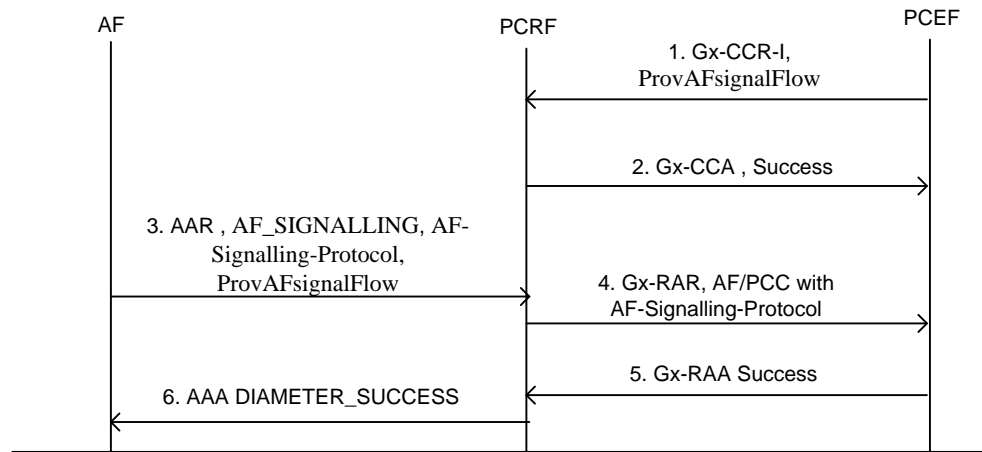 AF
PCRF
PCEF
1. Gx-CCR-I,
ProvAFsignalFlow
2. Gx-CCA , Success
3. AAR , AF_SIGNALLING, AF-
Signalling-Protocol,
ProvAFsignalFlow
4. Gx-RAR, AF/PCC with
AF-Signalling-Protocol
5. Gx-RAA Success
6. AAA DIAMETER_SUCCESS